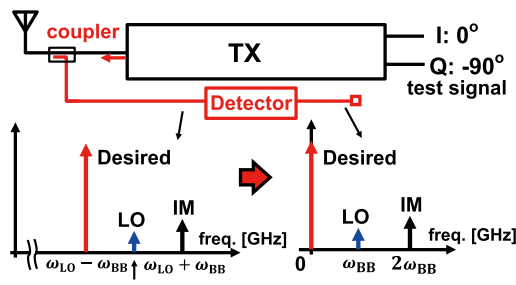 coupler
TX
I: 0°
Q: -90°
test signal
Detector
Desired
LO
IM
freq. [GHz]
ω_LO − ω_BB
ω_LO + ω_BB
Desired
LO
IM
freq. [GHz]
0
ω_BB
2ω_BB